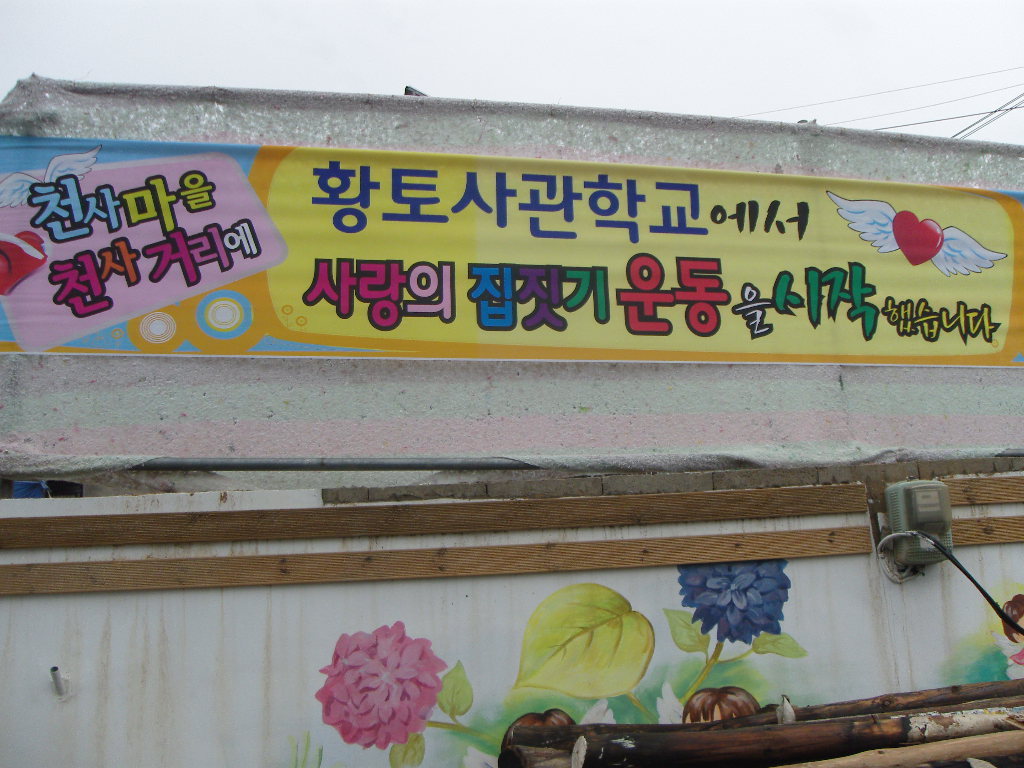 천사마을
천사 거리에
황토사관학교에서
사랑의 집짓기 운동을 시작했습니다